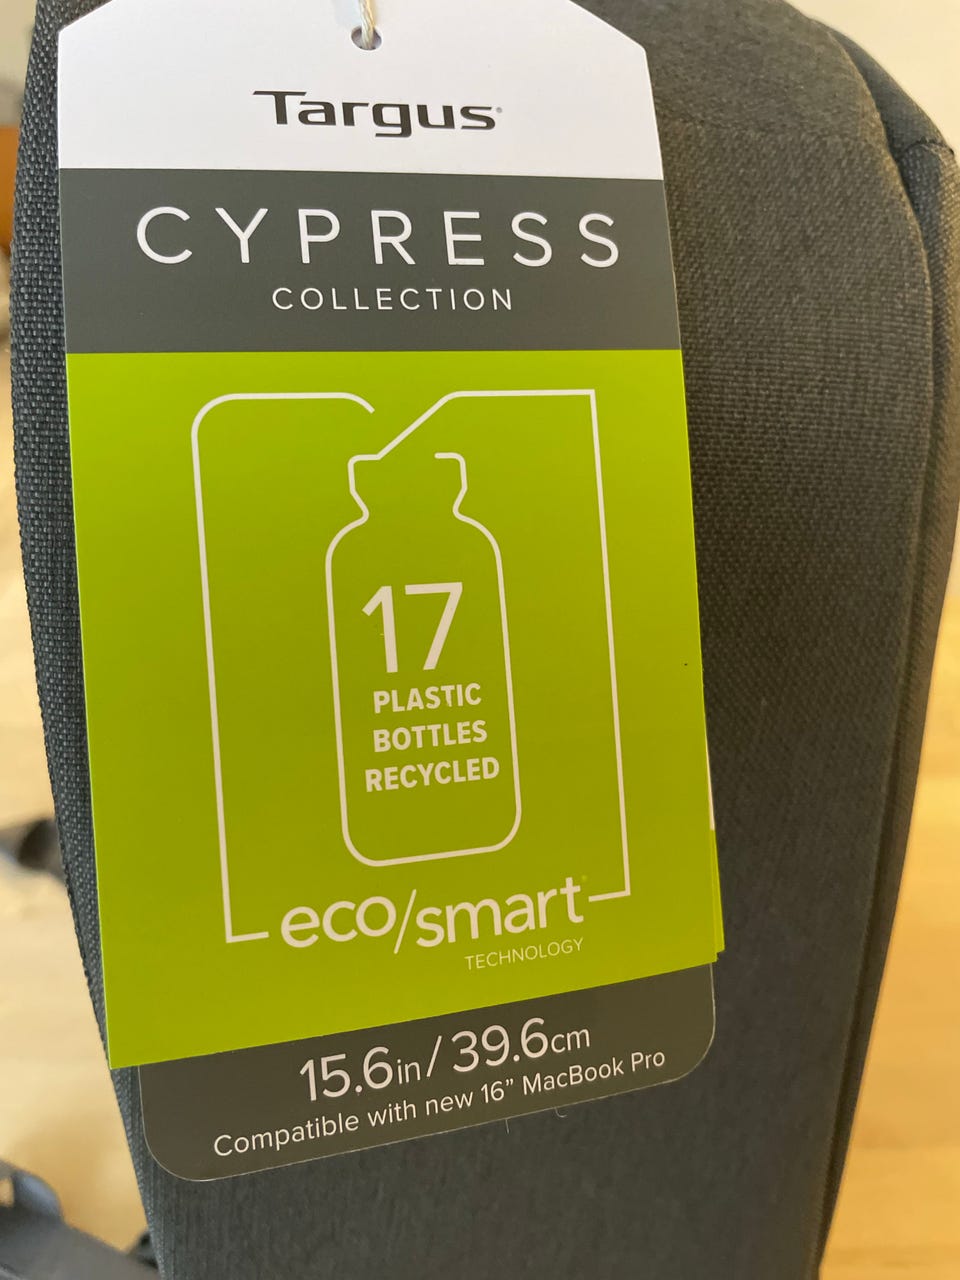 Targus
CYPRESS
COLLECTION
17
PLASTIC
BOTTLES
RECYCLED
eco/smart
TECHNOLOGY
15.6in/39.6cm
Compatible with new 16” MacBook Pro